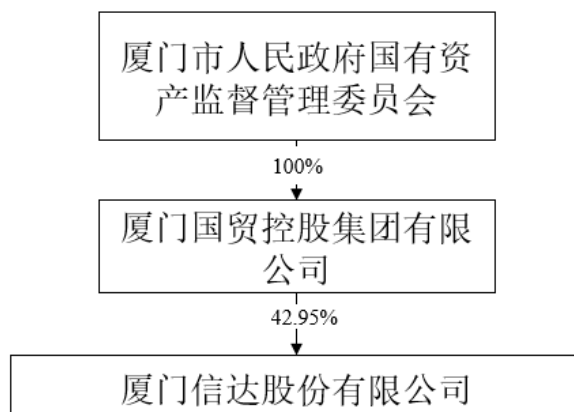 厦门市人民政府国有资
产监督管理委员会
100%
厦门国贸控股集团有限
公司
42.95%
厦门信达股份有限公司